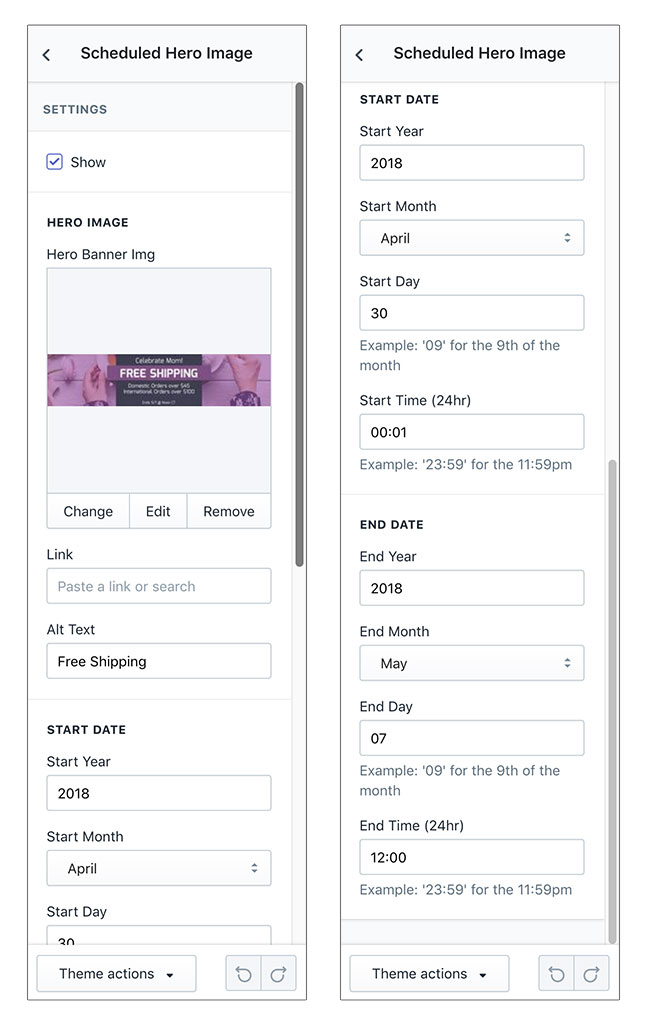 Scheduled Hero Image
SETTINGS
Show
HERO IMAGE
Hero Banner Img
Celebrate Mom!
FREE SHIPPING
Domestic Orders over $45
International Orders over $100
Ends 5/7 @ Noon CT
Change
Edit
Remove
Link
Paste a link or search
Alt Text
Free Shipping
START DATE
Start Year
2018
Start Month
April
Start Day
30
Theme actions
Scheduled Hero Image
START DATE
Start Year
2018
Start Month
April
Start Day
30
Example: '09' for the 9th of the
month
Start Time (24hr)
00:01
Example: '23:59' for the 11:59pm
END DATE
End Year
2018
End Month
May
End Day
07
Example: '09' for the 9th of the
month
End Time (24hr)
12:00
Example: '23:59' for the 11:59pm
Theme actions